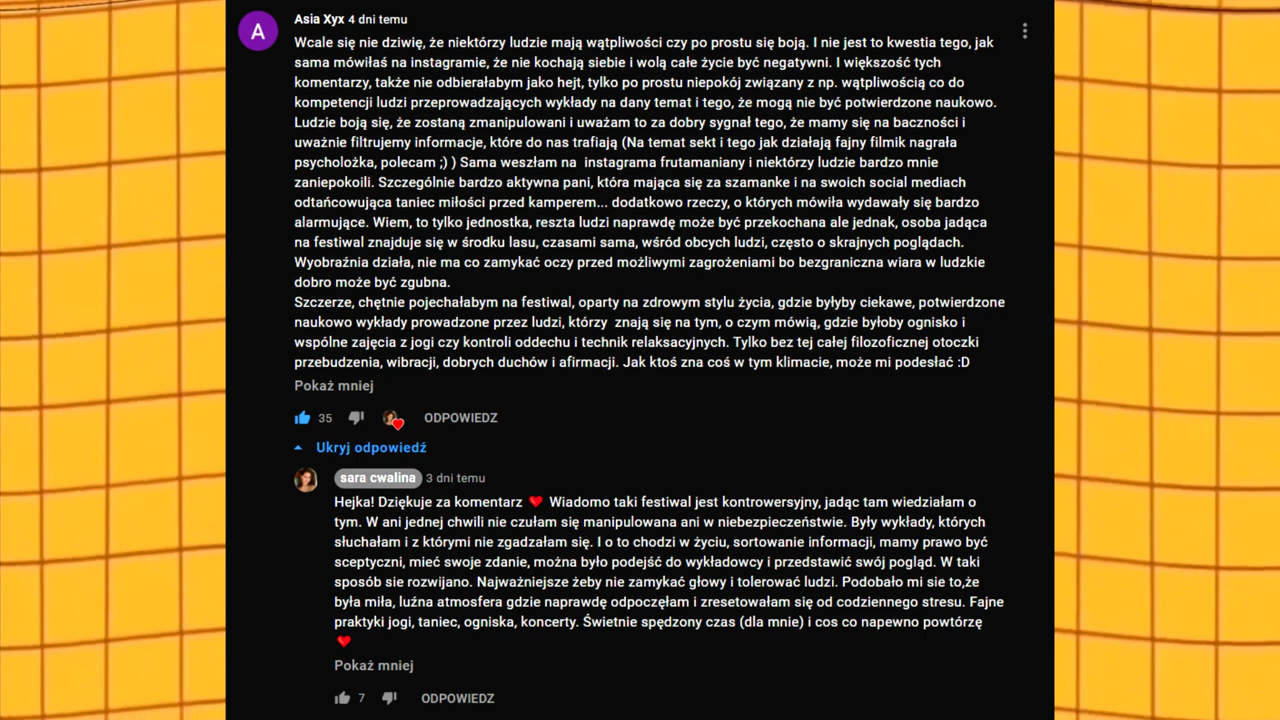 A
Asia Xyx 4 dni temu
Wcale się nie dziwię, że niektórzy ludzie mają wątpliwości czy po prostu się boją. I nie jest to kwestia tego, jak
sama mówiłaś na instagramie, że nie kochają siebie i wolą całe życie być negatywni. I większość tych
komentarzy, także nie odbierałabym jako hejt, tylko po prostu niepokój związany z np. wątpliwością co do
kompetencji ludzi przeprowadzających wykłady na dany temat i tego, że mogą nie być potwierdzone naukowo.
Ludzie boją się, że zostaną zmanipulowani i uważam to za dobry sygnał tego, że mamy się na baczności i
uważnie filtrujemy informacje, które do nas trafiają (Na temat sekt i tego jak działają fajny filmik nagrała
psycholożka, polecam ;) ) Sama weszłam na  instagrama frutamaniany i niektórzy ludzie bardzo mnie
zaniepokoili. Szczególnie bardzo aktywna pani, która mająca się za szamanke i na swoich social mediach
odtańcowująca taniec miłości przed kamperem... dodatkowo rzeczy, o których mówiła wydawały się bardzo
alarmujące. Wiem, to tylko jednostka, reszta ludzi naprawdę może być przekochana ale jednak, osoba jadąca
na festiwal znajduje się w środku lasu, czasami sama, wśród obcych ludzi, często o skrajnych poglądach.
Wyobraźnia działa, nie ma co zamykać oczy przed możliwymi zagrożeniami bo bezgraniczna wiara w ludzkie
dobro może być zgubna.
Szczerze, chętnie pojechałabym na festiwal, oparty na zdrowym stylu życia, gdzie byłyby ciekawe, potwierdzone
naukowo wykłady prowadzone przez ludzi, którzy  znają się na tym, o czym mówią, gdzie byłoby ognisko i
wspólne zajęcia z jogi czy kontroli oddechu i technik relaksacyjnych. Tylko bez tej całej filozoficznej otoczki
przebudzenia, wibracji, dobrych duchów i afirmacji. Jak ktoś zna coś w tym klimacie, może mi podesłać :D
Pokaż mniej
35 ODPOWIEDZ
Ukryj odpowiedź
sara cwalina 3 dni temu
Hejka! Dziękuje za komentarz ❤ Wiadomo taki festiwal jest kontrowersyjny, jadąc tam wiedziałam o
tym. W ani jednej chwili nie czułam się manipulowana ani w niebezpieczeństwie. Były wykłady, których
słuchałam i z którymi nie zgadzałam się. I o to chodzi w życiu, sortowanie informacji, mamy prawo być
sceptyczni, mieć swoje zdanie, można było podejść do wykładowcy i przedstawić swój pogląd. W taki
sposób sie rozwijano. Najważniejsze żeby nie zamykać głowy i tolerować ludzi. Podobało mi sie to,że
była miła, luźna atmosfera gdzie naprawdę odpoczęłam i zresetowałam się od codziennego stresu. Fajne
praktyki jogi, taniec, ogniska, koncerty. Świetnie spędzony czas (dla mnie) i cos co napewno powtórzę
❤
Pokaż mniej
7 ODPOWIEDZ